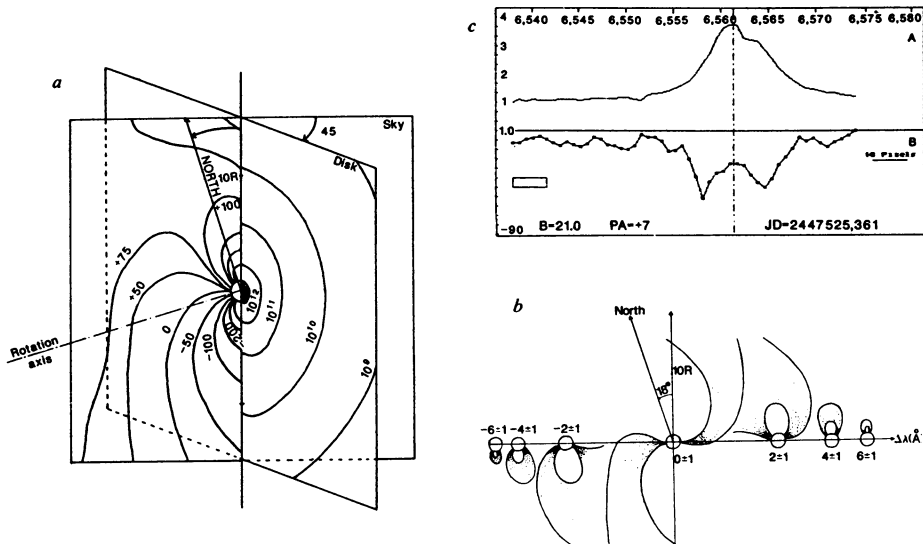 a
Sky
45
Disk
NORTH
10R
+100
+75
+50
0
-50
-100
10¹²
10¹¹
10¹⁰
10⁹
Rotation
axis
c
6,540 6,545 6,550 6,555 6,560 6,565 6,570 6,575 6,580
4
3
2
1
A
1.0
B
10 Pixels
-90
B=21.0 PA=+7 JD=2447525,361
b
North
18°
10R
-6±1 -4±1 -2±1
0±1
2±1 4±1 6±1
Δλ(Å)